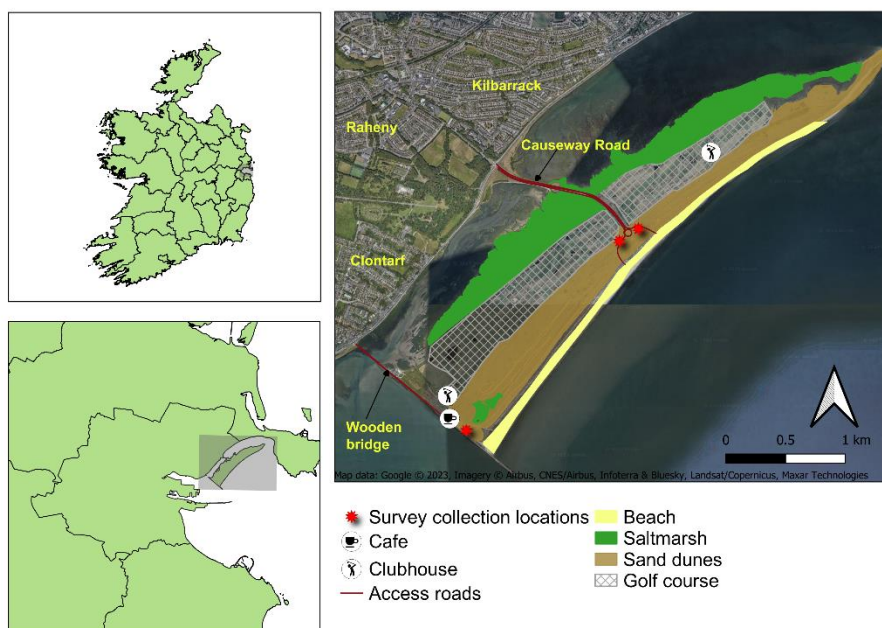 Kilbarrack
Raheny
Causeway Road
Clontarf
Wooden
bridge
0 0.5 1 km
Map data: Google © 2023, Imagery © Airbus, CNES/Airbus, Infoterra & Bluesky, Landsat/Copernicus, Maxar Technologies
Survey collection locations
Cafe
Clubhouse
Access roads
Beach
Saltmarsh
Sand dunes
Golf course